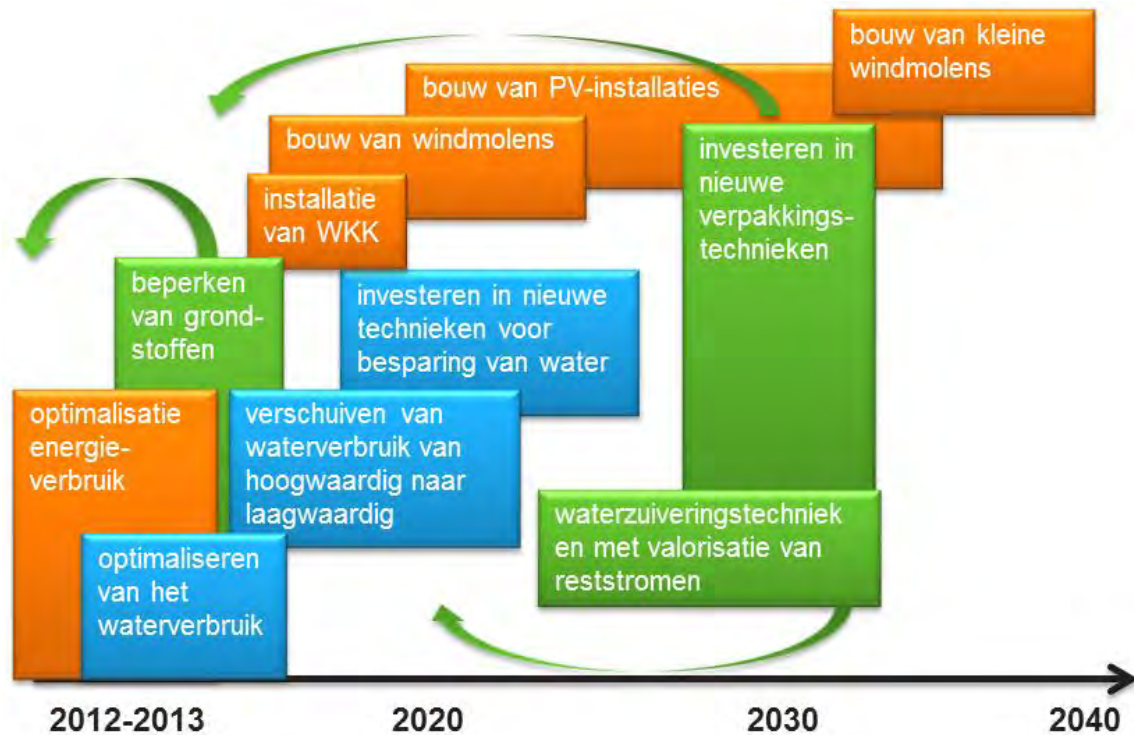 bouw van kleine
windmolens
bouw van PV-installaties
bouw van windmolens
investeren in
nieuwe
verpakkings-
technieken
installatie
van WKK
beperken
van grond-
stoffen
investeren in nieuwe
technieken voor
besparing van water
optimalisatie
energie-
verbruik
verschuiven van
waterverbruik van
hoogwaardig naar
laagwaardig
waterzuiveringstechniek
en met valorisatie van
reststromen
optimaliseren
van het
waterverbruik
2012-2013
2020
2030
2040